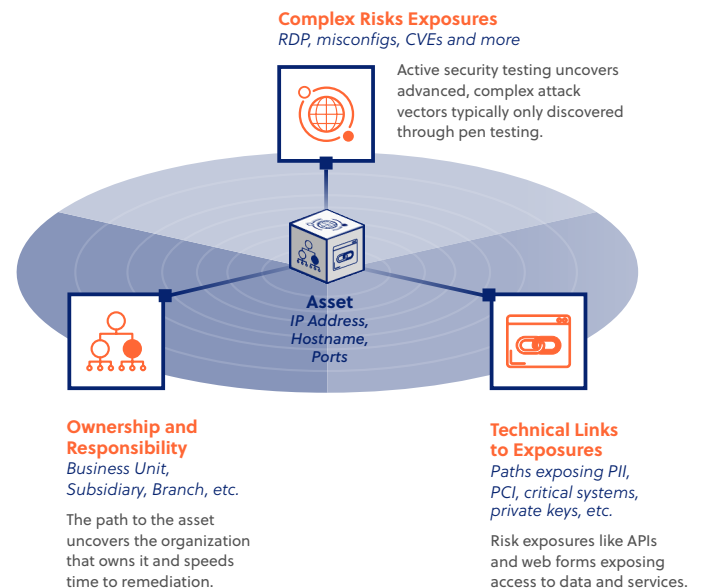 Complex Risks Exposures
RDP, misconfigs, CVEs and more
Active security testing uncovers
advanced, complex attack
vectors typically only discovered
through pen testing.
Asset
IP Address,
Hostname,
Ports
Ownership and
Responsibility
Business Unit,
Subsidiary, Branch, etc.
The path to the asset
uncovers the organization
that owns it and speeds
time to remediation.
Technical Links
to Exposures
Paths exposing PII,
PCI, critical systems,
private keys, etc.
Risk exposures like APIs
and web forms exposing
access to data and services.